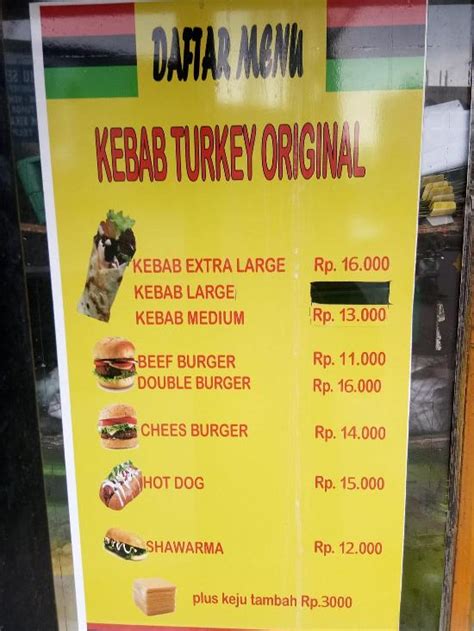 DAFTAR MENU
KEBAB TURKEY ORIGINAL
KEBAB EXTRA LARGE Rp. 16.000
KEBAB LARGE
KEBAB MEDIUM Rp. 13.000
BEEF BURGER Rp. 11.000
DOUBLE BURGER Rp. 16.000
CHEES BURGER Rp. 14.000
HOT DOG Rp. 15.000
SHAWARMA Rp. 12.000
plus keju tambah Rp.3000